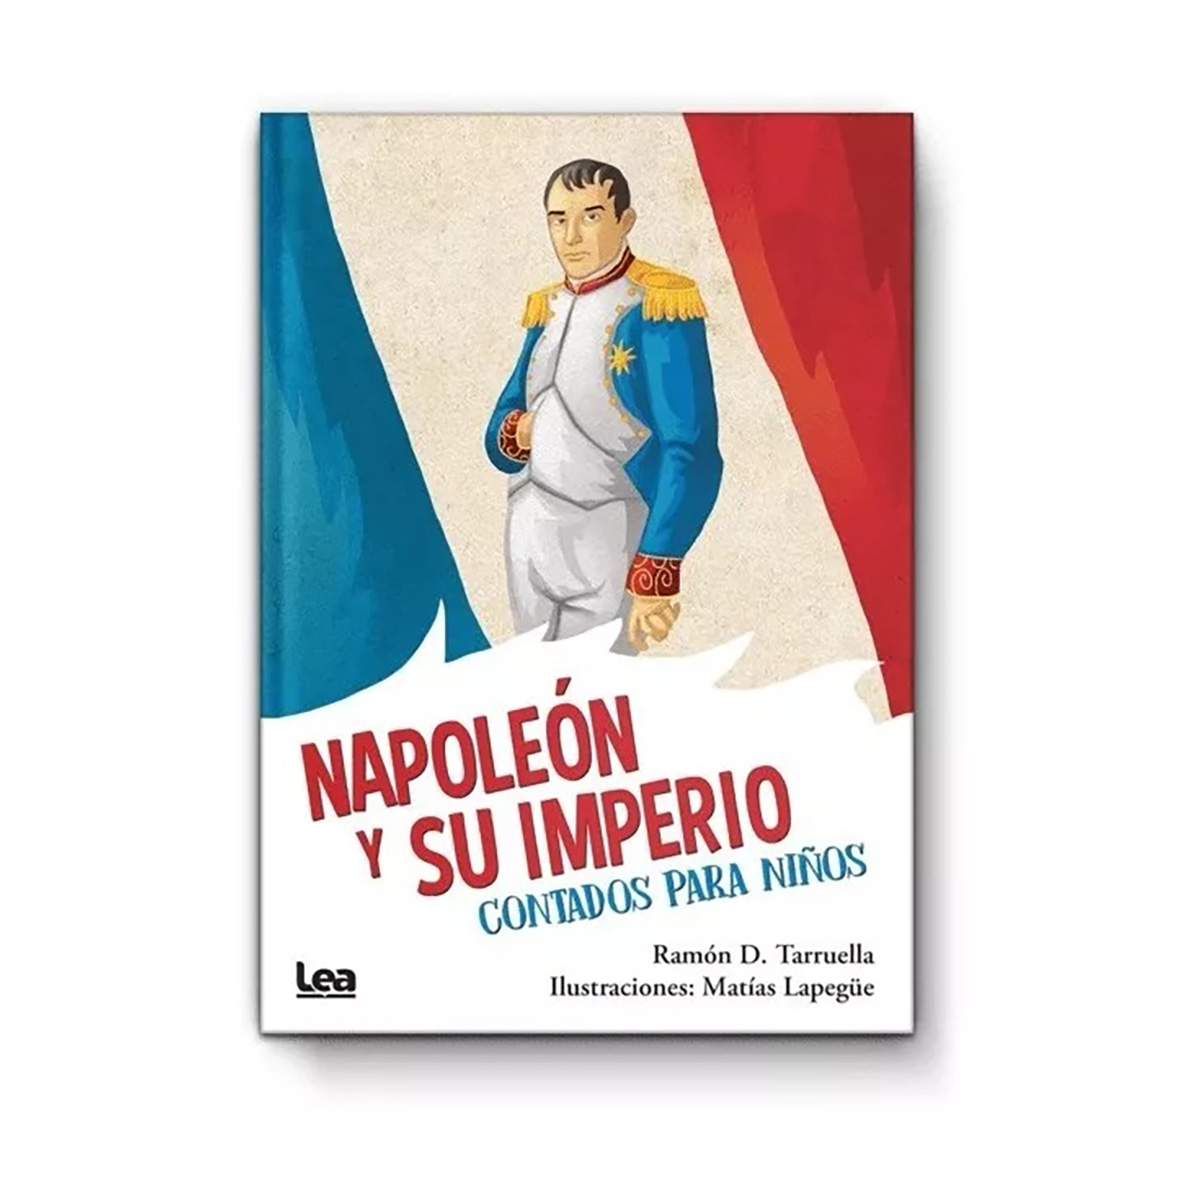 NAPOLEÓN
Y SU IMPERIO
CONTADOS PARA NIÑOS
Ramón D. Tarruella
Ilustraciones: Matías Lapegüe
Lea